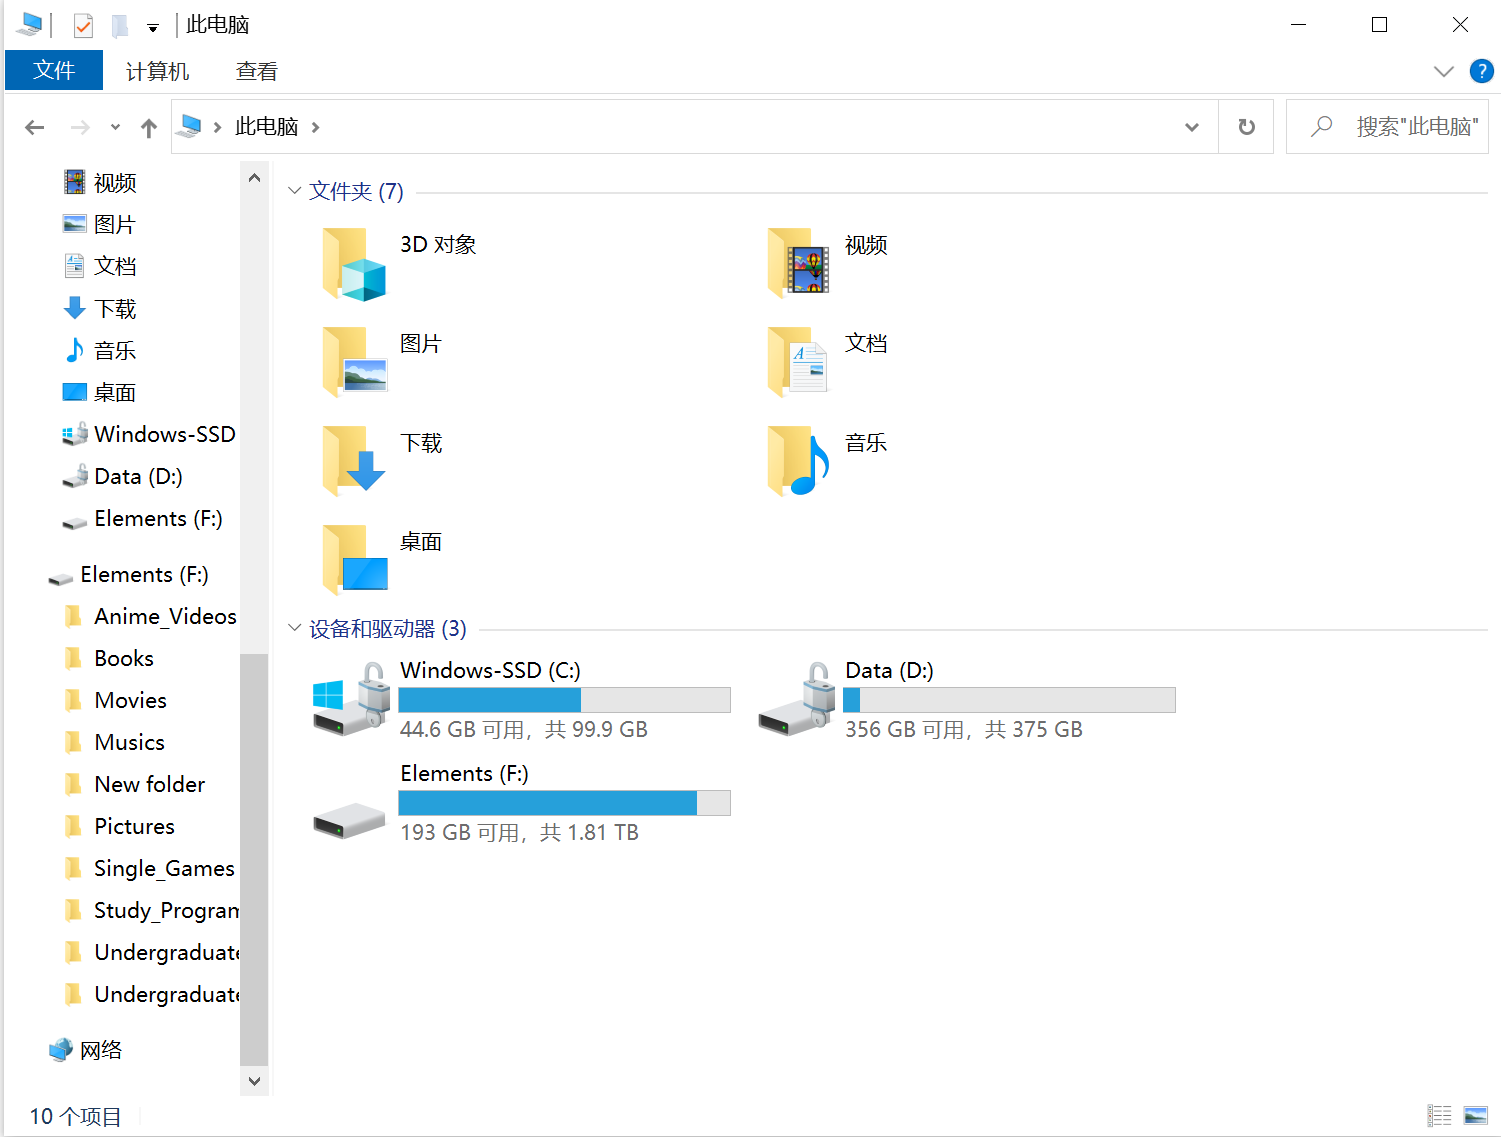 此电脑
文件 计算机 查看
此电脑 搜索"此电脑"
视频
图片
文档
下载
音乐
桌面
Windows-SSD
Data (D:)
Elements (F:)
Elements (F:)
Anime_Videos
Books
Movies
Musics
New folder
Pictures
Single_Games
Study_Program
Undergraduate
Undergraduate
网络
文件夹 (7)
3D 对象
视频
图片
文档
下载
音乐
桌面
设备和驱动器 (3)
Windows-SSD (C:)
44.6 GB 可用，共 99.9 GB
Data (D:)
356 GB 可用，共 375 GB
Elements (F:)
193 GB 可用，共 1.81 TB
10 个项目